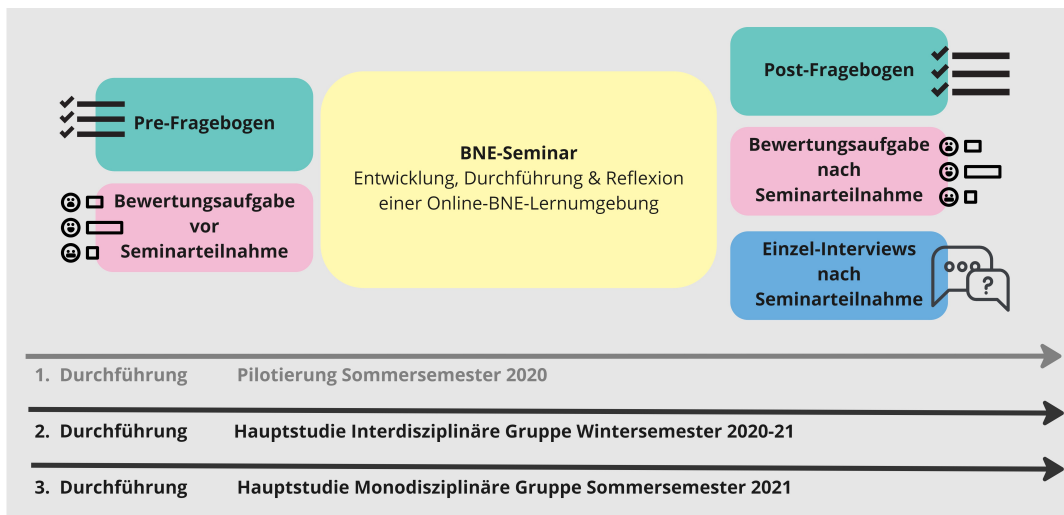 Pre-Fragebogen
Bewertungsaufgabe
vor
Seminarteilnahme
BNE-Seminar
Entwicklung, Durchführung & Reflexion
einer Online-BNE-Lernumgebung
Post-Fragebogen
Bewertungsaufgabe
nach
Seminarteilnahme
Einzel-Interviews
nach
Seminarteilnahme
?
1. Durchführung Pilotierung Sommersemester 2020
2. Durchführung Hauptstudie Interdisziplinäre Gruppe Wintersemester 2020-21
3. Durchführung Hauptstudie Monodisziplinäre Gruppe Sommersemester 2021